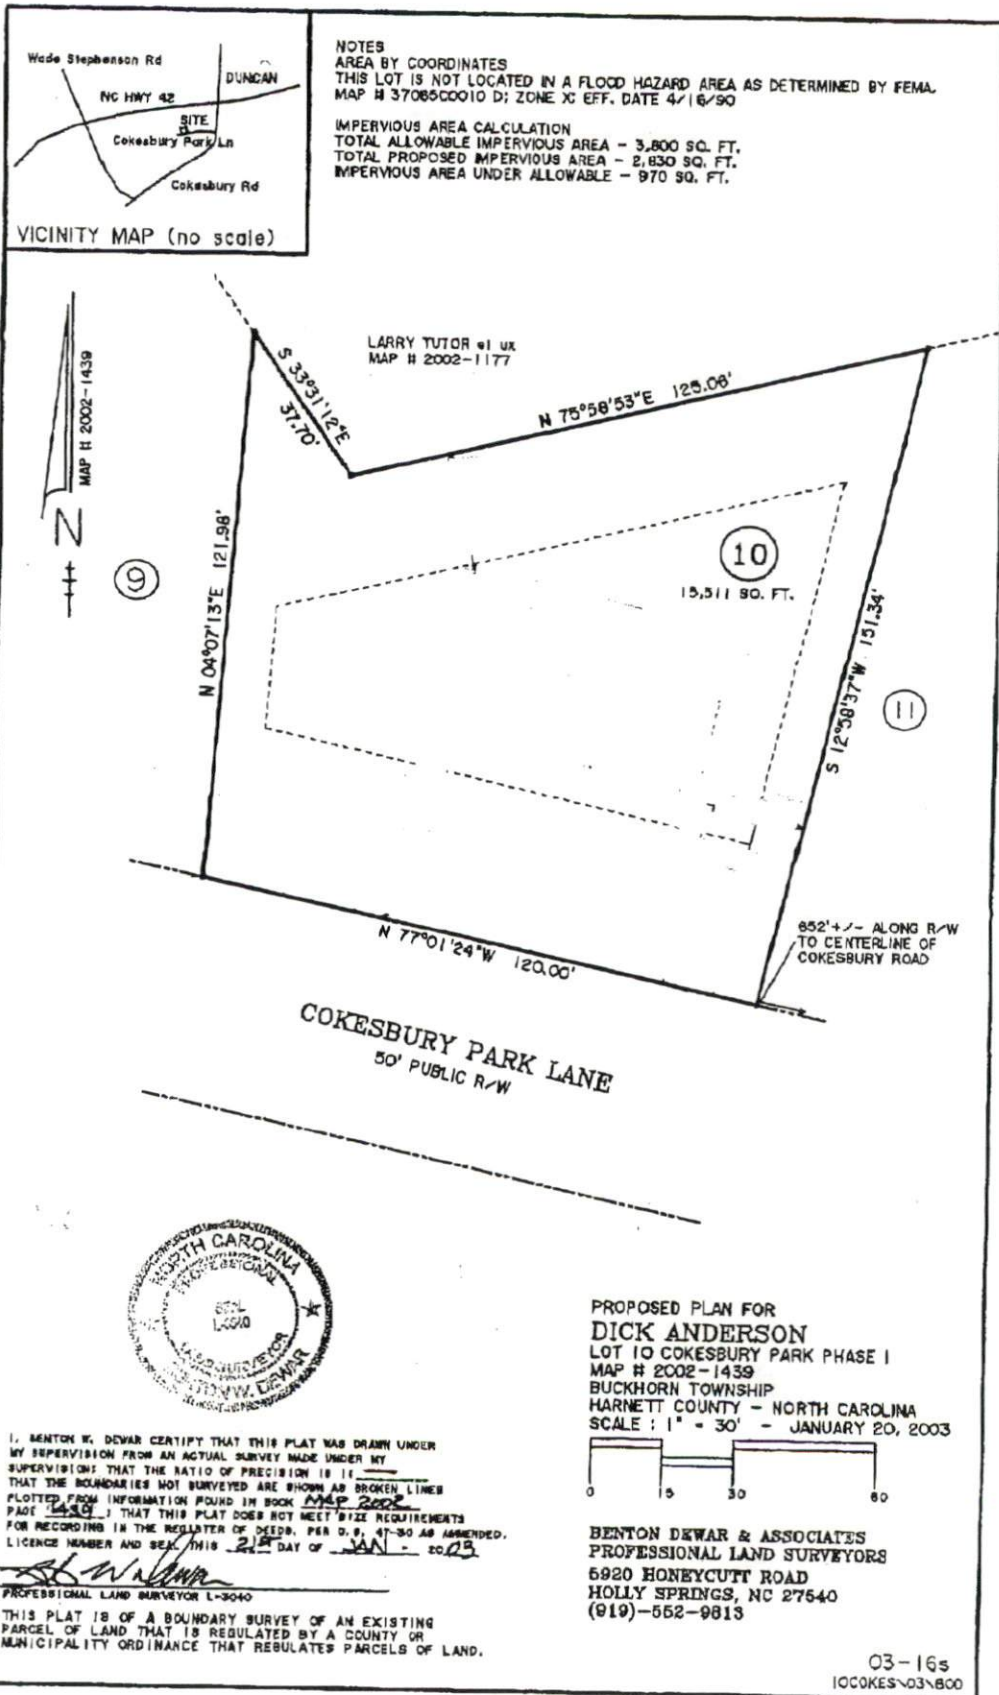 Wade Stephenson Rd
DUNCAN
NC HWY 42
SITE
Cokesbury Park Ln
Cokesbury Rd
VICINITY MAP (no scale)
NOTES
AREA BY COORDINATES
THIS LOT IS NOT LOCATED IN A FLOOD HAZARD AREA AS DETERMINED BY FEMA.
MAP # 37085C0010 D; ZONE X EFF. DATE 4/16/90
IMPERVIOUS AREA CALCULATION
TOTAL ALLOWABLE IMPERVIOUS AREA - 3,800 SQ. FT.
TOTAL PROPOSED IMPERVIOUS AREA - 2,830 SQ. FT.
IMPERVIOUS AREA UNDER ALLOWABLE - 970 SQ. FT.
MAP # 2002-1439
N
LARRY TUTOR et ux
MAP # 2002-1177
S 33°31'12"E
37.70'
N 75°58'53"E 125.06'
N 04°07'13"E 121.98'
9
10
15,511 SQ. FT.
S 12°58'37"W 151.34'
11
N 77°01'24"W 120.00'
652'+/- ALONG R/W
TO CENTERLINE OF
COKESBURY ROAD
COKESBURY PARK LANE
50' PUBLIC R/W
NORTH CAROLINA
PROFESSIONAL
SEAL
LAND SURVEYOR
BENTON W. DEWAR
PROPOSED PLAN FOR
DICK ANDERSON
LOT 10 COKESBURY PARK PHASE I
MAP # 2002-1439
BUCKHORN TOWNSHIP
HARNETT COUNTY - NORTH CAROLINA
SCALE : 1" = 30' - JANUARY 20, 2003
0 15 30 60
BENTON DEWAR & ASSOCIATES
PROFESSIONAL LAND SURVEYORS
5920 HONEYCUTT ROAD
HOLLY SPRINGS, NC 27540
(919)-552-9813
I, BENTON W. DEWAR CERTIFY THAT THIS PLAT WAS DRAWN UNDER
MY SUPERVISION FROM AN ACTUAL SURVEY MADE UNDER MY
SUPERVISION; THAT THE RATIO OF PRECISION IS 1:
THAT THE BOUNDARIES NOT SURVEYED ARE SHOWN AS BROKEN LINES
PLOTTED FROM INFORMATION FOUND IN BOOK MAP 2002
PAGE 1439 ; THAT THIS PLAT DOES NOT MEET SIZE REQUIREMENTS
FOR RECORDING IN THE REGISTER OF DEEDS. PER G.S. 47-30 AS AMENDED.
LICENCE NUMBER AND SEAL THIS 21st DAY OF JAN - 2003
PROFESSIONAL LAND SURVEYOR L-3040
THIS PLAT IS OF A BOUNDARY SURVEY OF AN EXISTING
PARCEL OF LAND THAT IS REGULATED BY A COUNTY OR
MUNICIPALITY ORDINANCE THAT REGULATES PARCELS OF LAND.
03-16s
10COKES\03\800